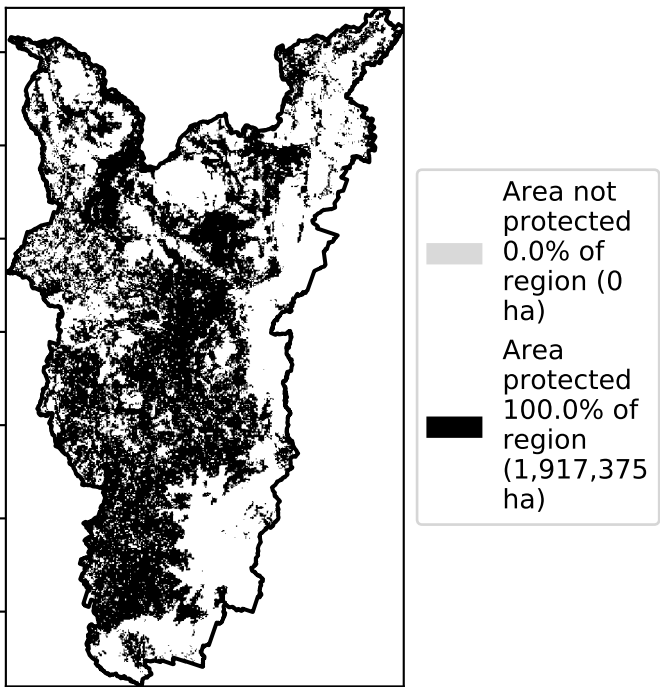 Area not
protected
0.0% of
region (0
ha)
Area
protected
100.0% of
region
(1,917,375
ha)